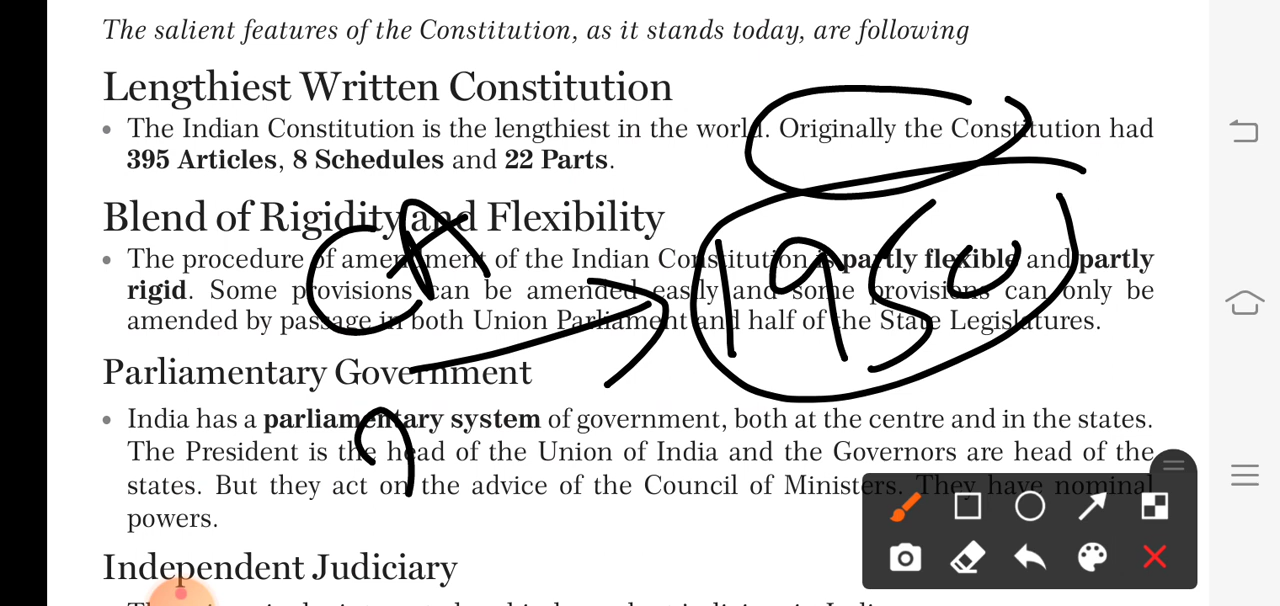 The salient features of the Constitution, as it stands today, are following
Lengthiest Written Constitution
• The Indian Constitution is the lengthiest in the world. Originally the Constitution had
395 Articles, 8 Schedules and 22 Parts.
Blend of Rigidity and Flexibility
• The procedure of amendment of the Indian Constitution is partly flexible and partly
rigid. Some provisions can be amended easily and some provisions can only be
amended by passage in both Union Parliament and half of the State Legislatures.
CA
1950
Parliamentary Government
• India has a parliamentary system of government, both at the centre and in the states.
The President is the head of the Union of India and the Governors are head of the
states. But they act on the advice of the Council of Ministers. They have nominal
powers.
Independent Judiciary